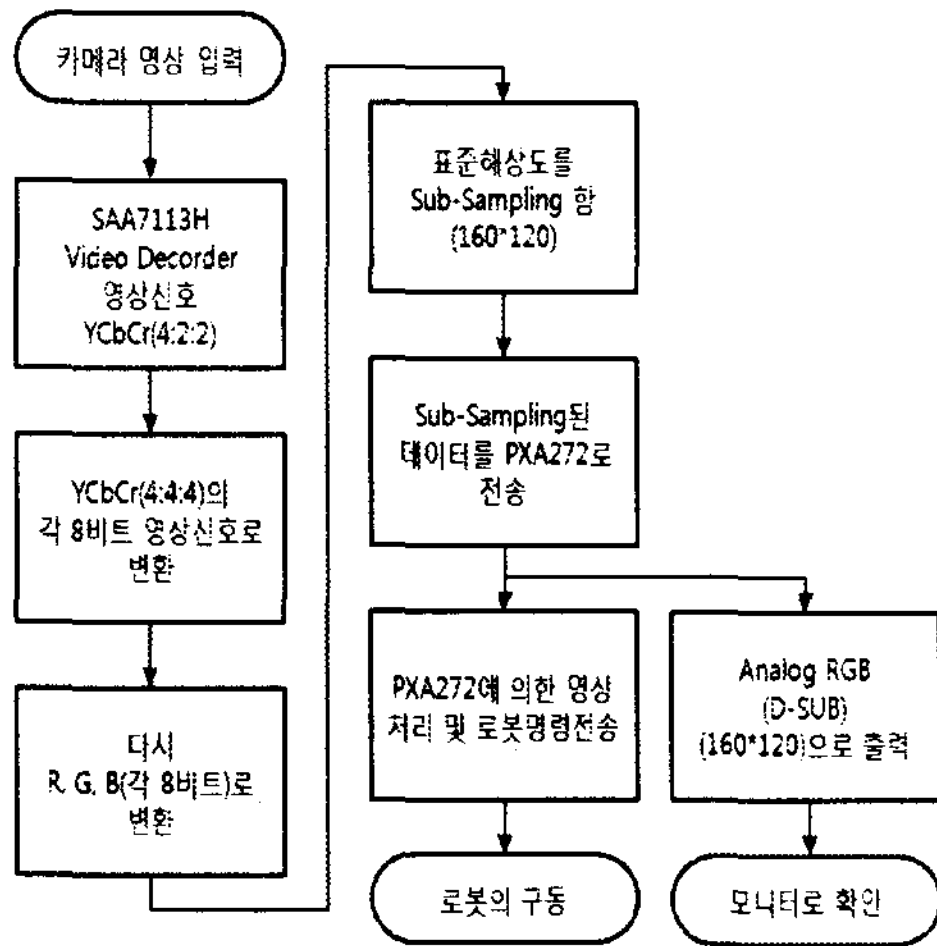 카메라 영상 입력
SAA7113H
Video Decorder
영상신호
YCbCr(4:2:2)
YCbCr(4:4:4)의
각 8비트 영상신호로
변환
다시
R, G, B(각 8비트)로
변환
표준해상도를
Sub-Sampling 함
(160*120)
Sub-Sampling된
데이터를 PXA272로
전송
PXA272에 의한 영상
처리 및 로봇명령전송
로봇의 구동
Analog RGB
(D-SUB)
(160*120)으로 출력
모니터로 확인